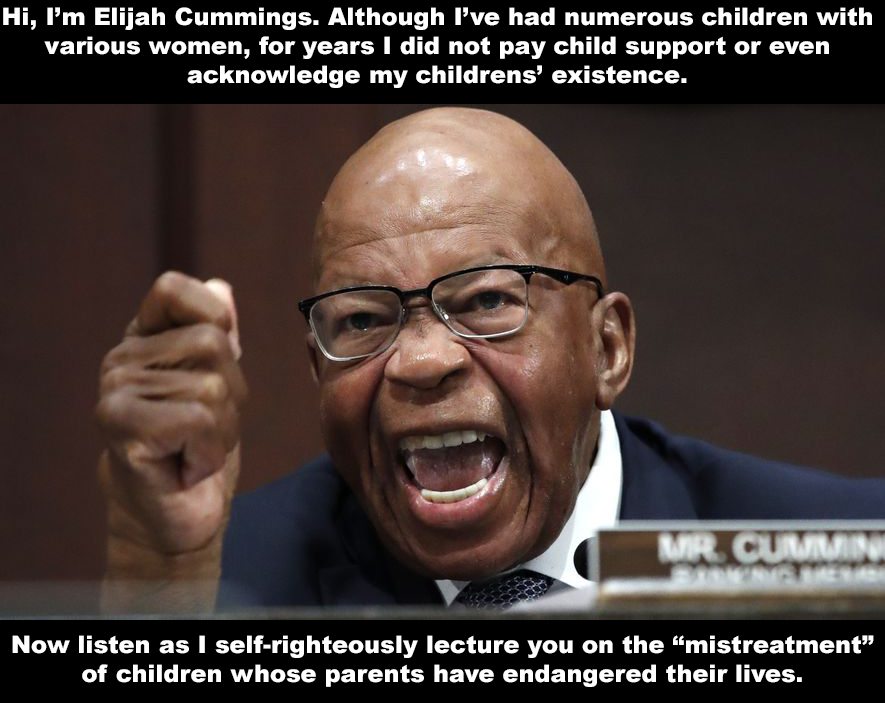 Hi, I’m Elijah Cummings. Although I’ve had numerous children with
various women, for years I did not pay child support or even
acknowledge my childrens’ existence.
MR. CUMMIN
RANKING MEMB
Now listen as I self-righteously lecture you on the “mistreatment”
of children whose parents have endangered their lives.